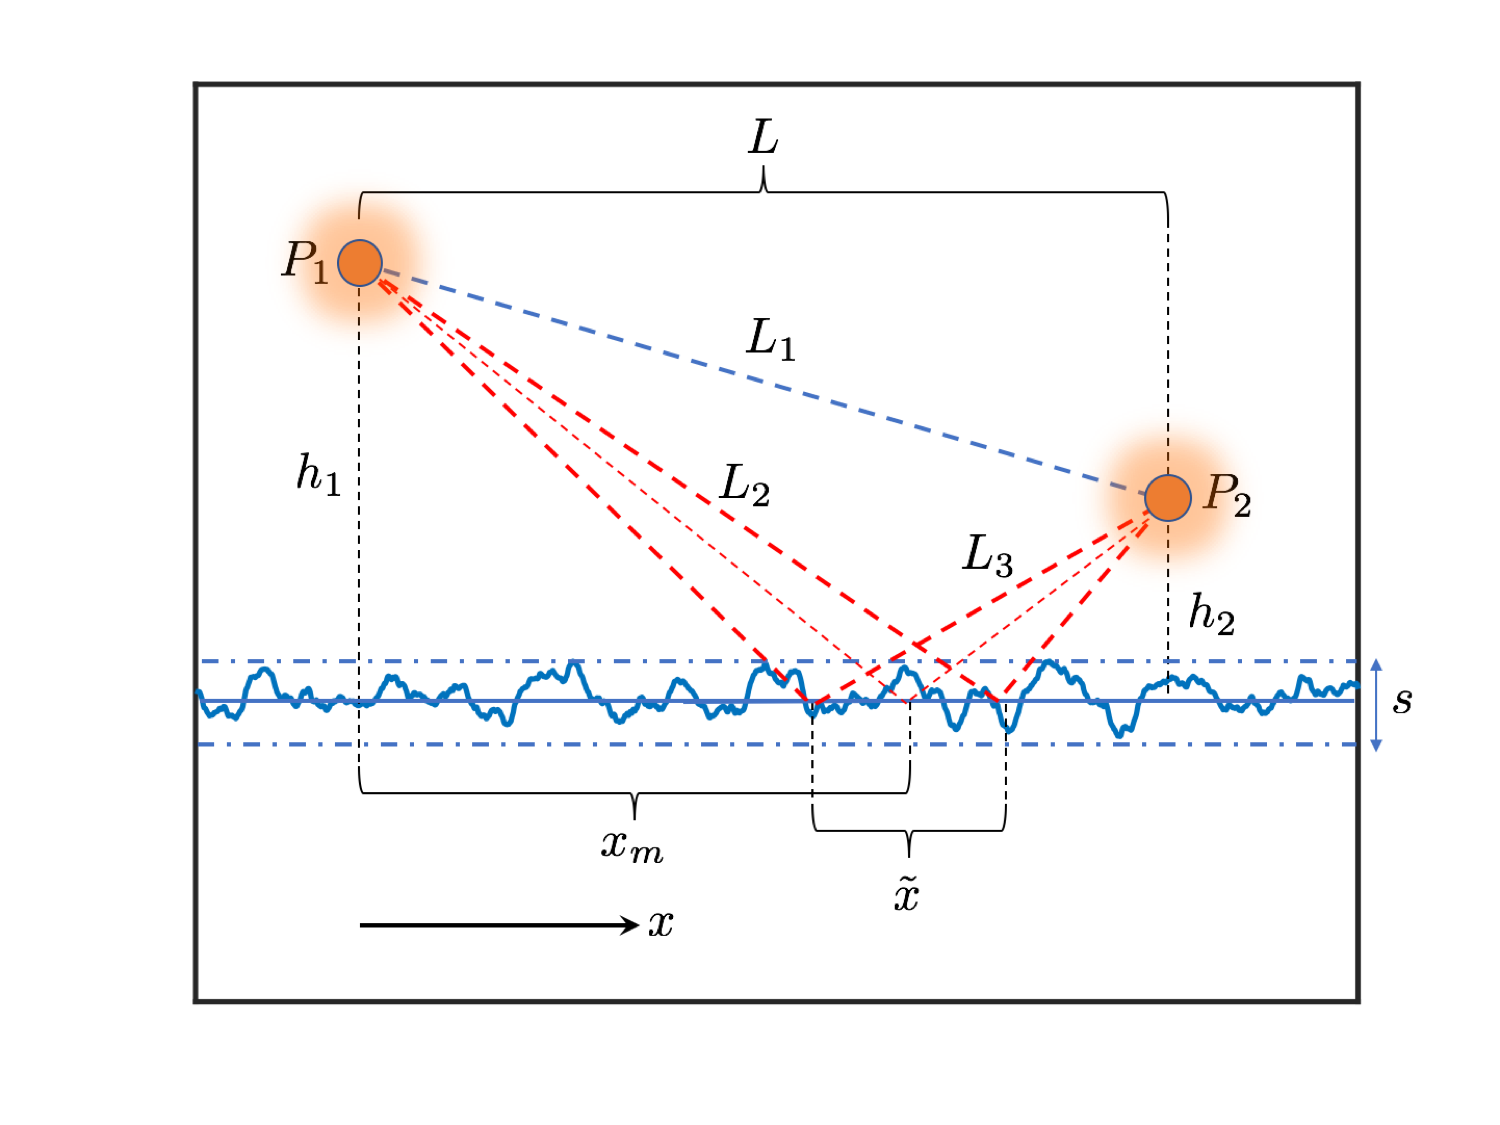 L
P₁
L₁
h₁
L₂
P₂
L₃
h₂
s
xₘ
x̃
x